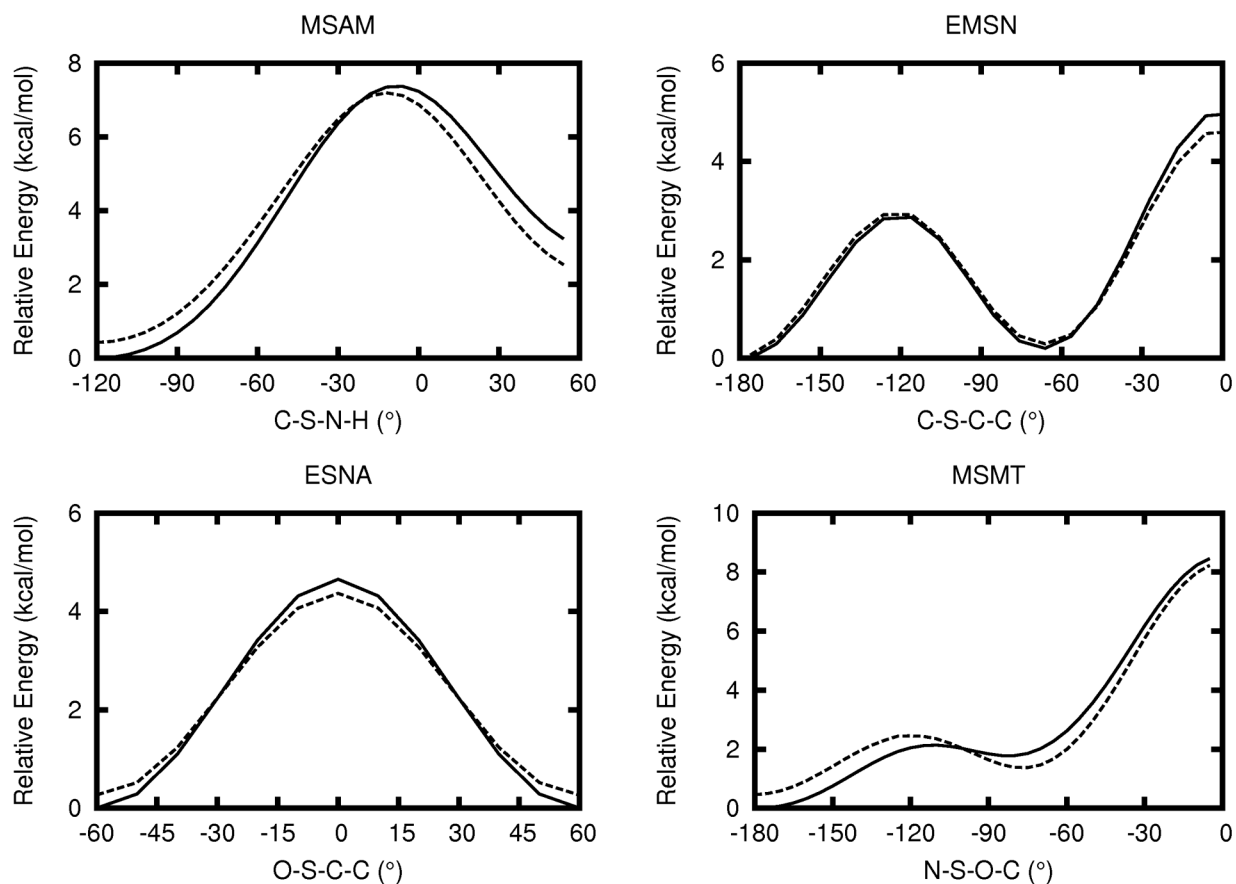 MSAM
Relative Energy (kcal/mol)
8
6
4
2
0
-120 -90 -60 -30 0 30 60
C-S-N-H (°)
EMSN
Relative Energy (kcal/mol)
6
4
2
0
-180 -150 -120 -90 -60 -30 0
C-S-C-C (°)
ESNA
Relative Energy (kcal/mol)
6
4
2
0
-60 -45 -30 -15 0 15 30 45 60
O-S-C-C (°)
MSMT
Relative Energy (kcal/mol)
10
8
6
4
2
0
-180 -150 -120 -90 -60 -30 0
N-S-O-C (°)